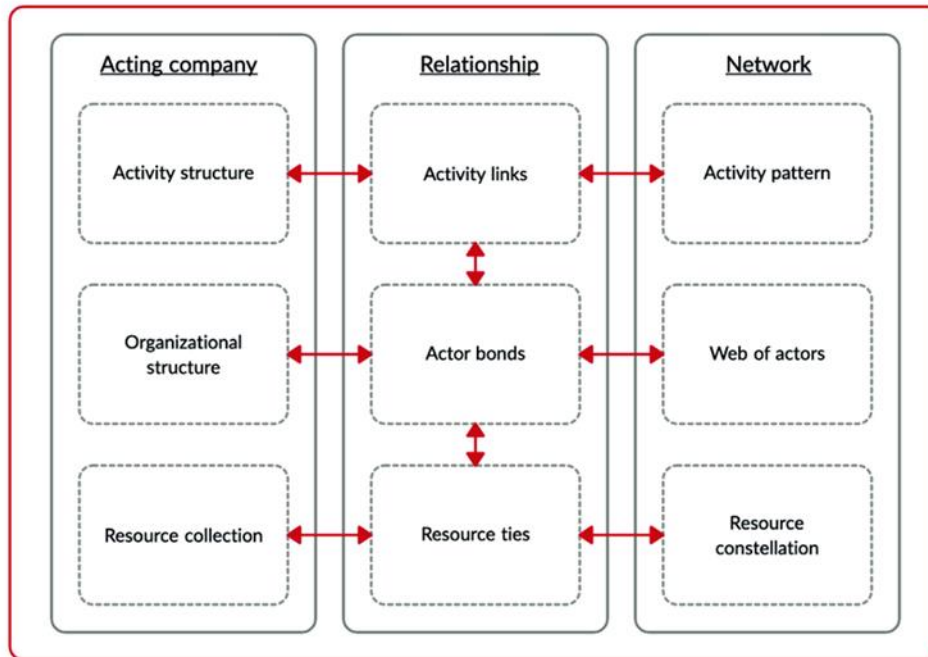 Acting company
Relationship
Network
Activity structure
Activity links
Activity pattern
Organizational
structure
Actor bonds
Web of actors
Resource collection
Resource ties
Resource
constellation